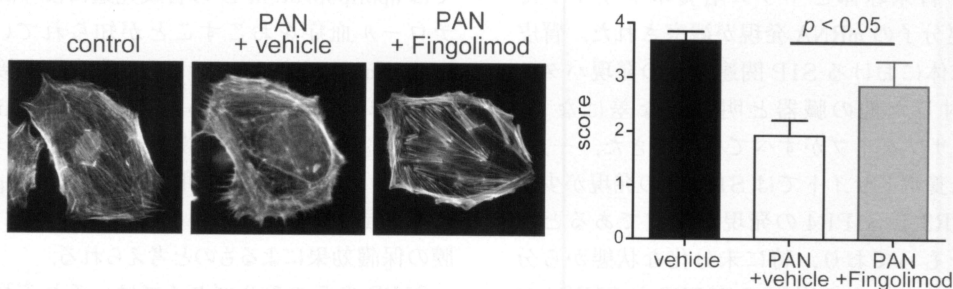 control
PAN
+ vehicle
PAN
+ Fingolimod
score
4
3
2
1
0
p < 0.05
vehicle
PAN
+vehicle
PAN
+Fingolimod